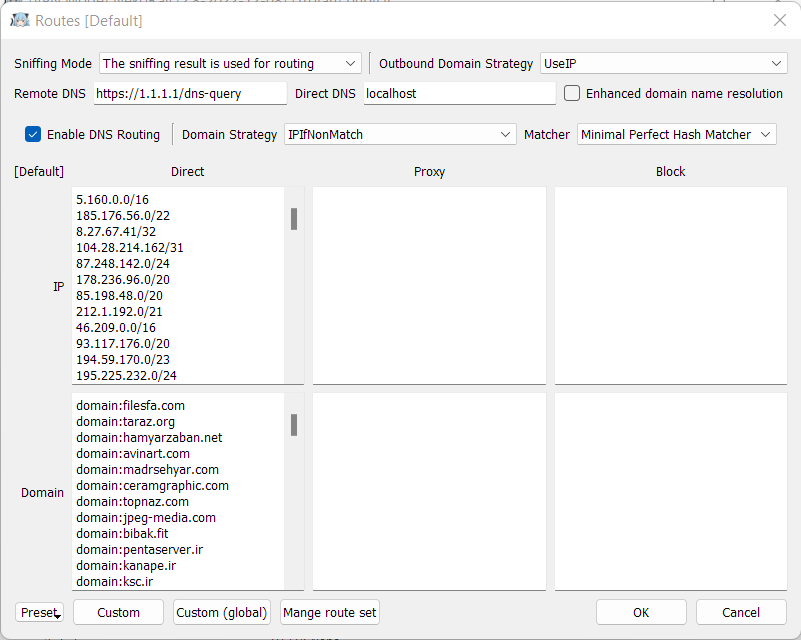 Routes [Default]
Sniffing Mode The sniffing result is used for routing Outbound Domain Strategy UseIP
Remote DNS https://1.1.1.1/dns-query Direct DNS localhost Enhanced domain name resolution
Enable DNS Routing Domain Strategy IPIfNonMatch Matcher Minimal Perfect Hash Matcher
[Default] Direct Proxy Block
IP
5.160.0.0/16
185.176.56.0/22
8.27.67.41/32
104.28.214.162/31
87.248.142.0/24
178.236.96.0/20
85.198.48.0/20
212.1.192.0/21
46.209.0.0/16
93.117.176.0/20
194.59.170.0/23
195.225.232.0/24
Domain
domain:filesfa.com
domain:taraz.org
domain:hamyarzaban.net
domain:avinart.com
domain:madrsehyar.com
domain:ceramgraphic.com
domain:topnaz.com
domain:jpeg-media.com
domain:bibak.fit
domain:pentaserver.ir
domain:kanape.ir
domain:ksc.ir
Preset Custom Custom (global) Mange route set OK Cancel